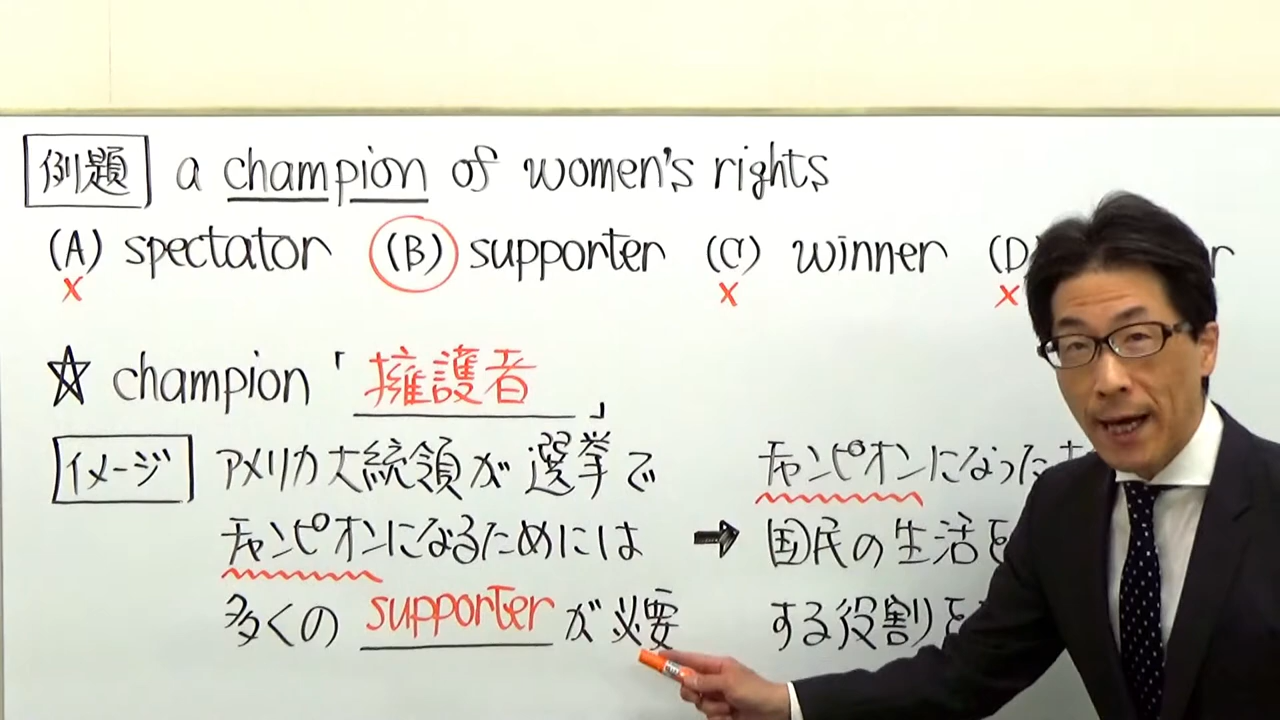 例題 a champion of women's rights
(A) spectator (B) supporter (C) winner (D
x x x
☆ champion「擁護者」
イメージ アメリカ大統領が選挙で
チャンピオンになるためには
多くの supporter が必要
➡
チャンピオンになった
国民の生活を
する役割を